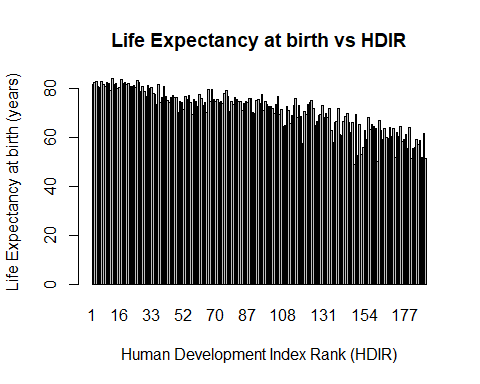 Life Expectancy at birth vs HDIR
Life Expectancy at birth (years)
80
60
40
20
0
1 16 33 52 70 87 108 131 154 177
Human Development Index Rank (HDIR)